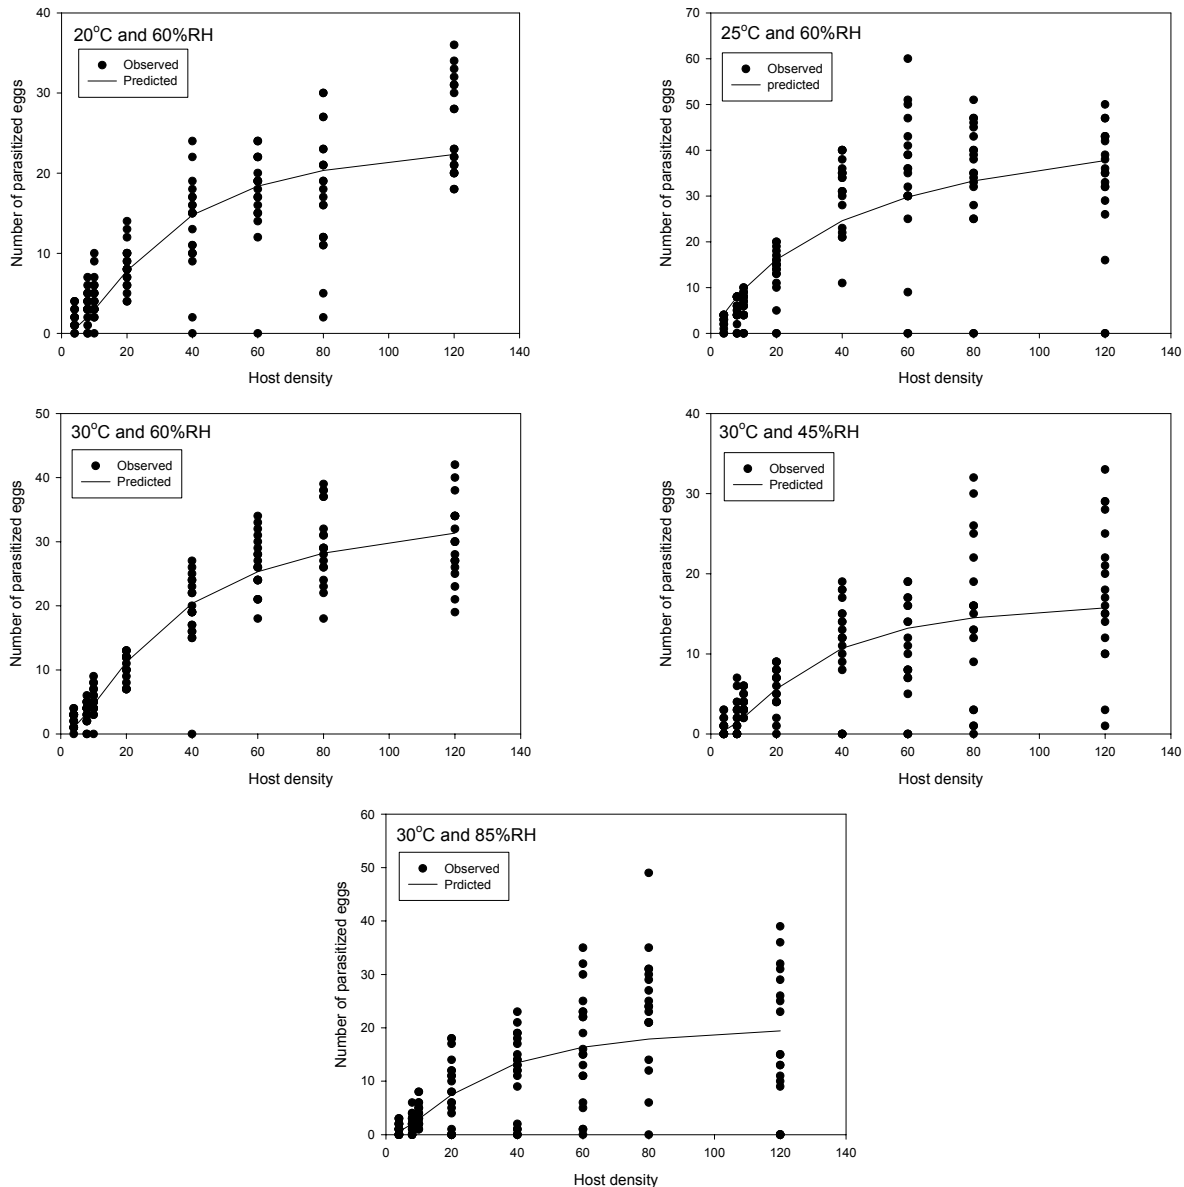 20°C and 60%RH
Observed
Predicted
Number of parasitized eggs
40
30
20
10
0
0 20 40 60 80 100 120 140
Host density
25°C and 60%RH
Observed
predicted
Number of parasitized eggs
70
60
50
40
30
20
10
0
0 20 40 60 80 100 120 140
Host density
30°C and 60%RH
Observed
Predicted
Number of parasitized eggs
50
40
30
20
10
0
0 20 40 60 80 100 120 140
Host density
30°C and 45%RH
Observed
Predicted
Number of parasitized eggs
40
30
20
10
0
0 20 40 60 80 100 120 140
Host density
30°C and 85%RH
Observed
Prdicted
Number of parasitized eggs
60
50
40
30
20
10
0
0 20 40 60 80 100 120 140
Host density